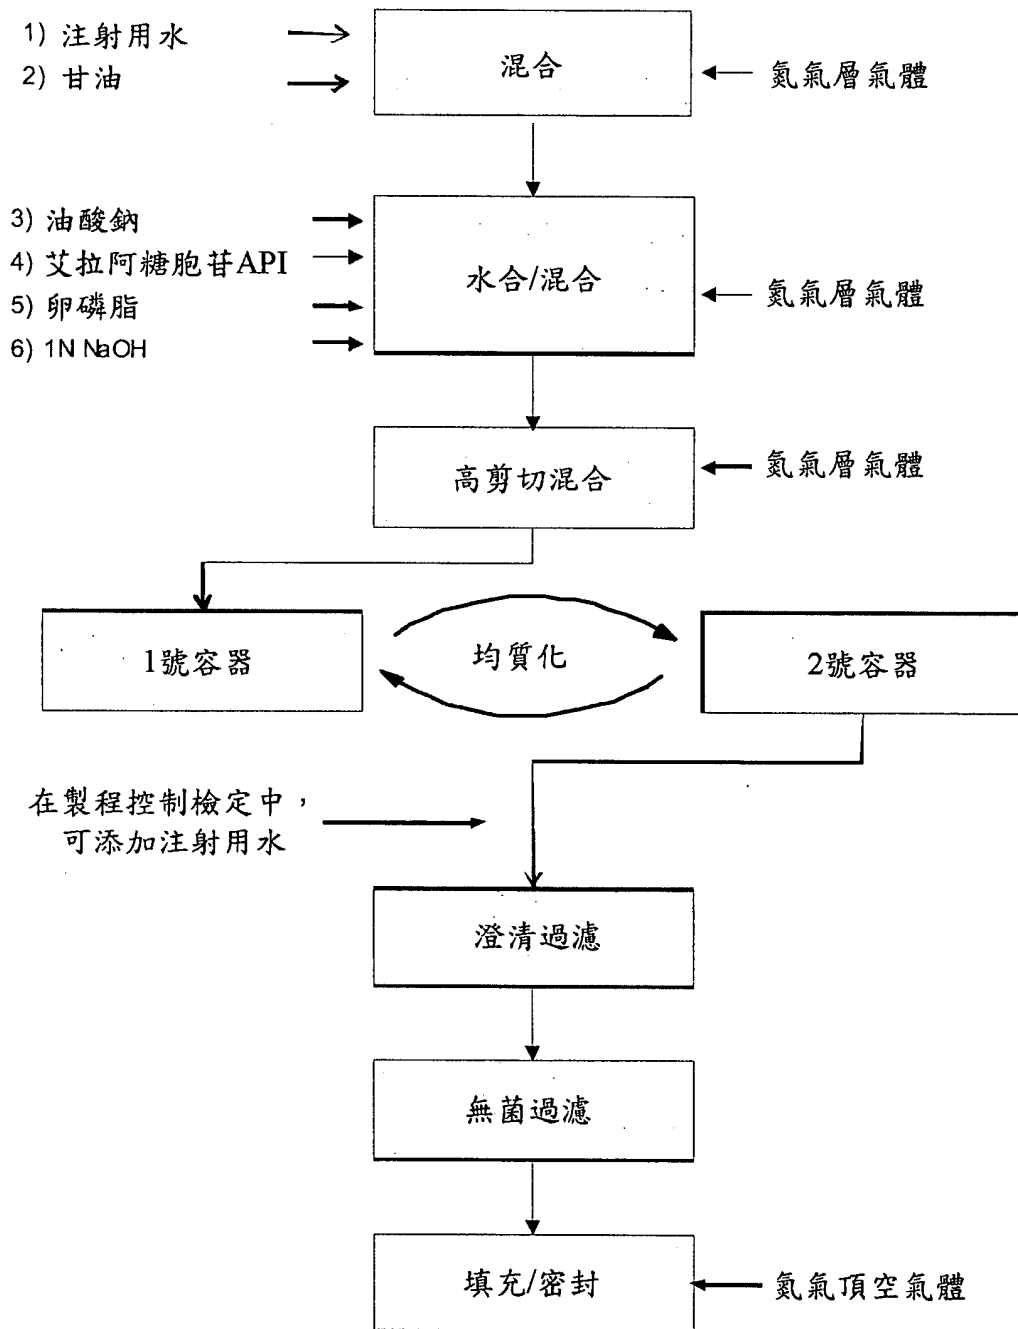 1) 注射用水
2) 甘油
混合
氮氣層氣體
3) 油酸鈉
4) 艾拉阿糖胞苷API
5) 卵磷脂
6) 1N NaOH
水合/混合
氮氣層氣體
高剪切混合
氮氣層氣體
1號容器
均質化
2號容器
在製程控制檢定中，
可添加注射用水
澄清過濾
無菌過濾
填充/密封
氮氣頂空氣體